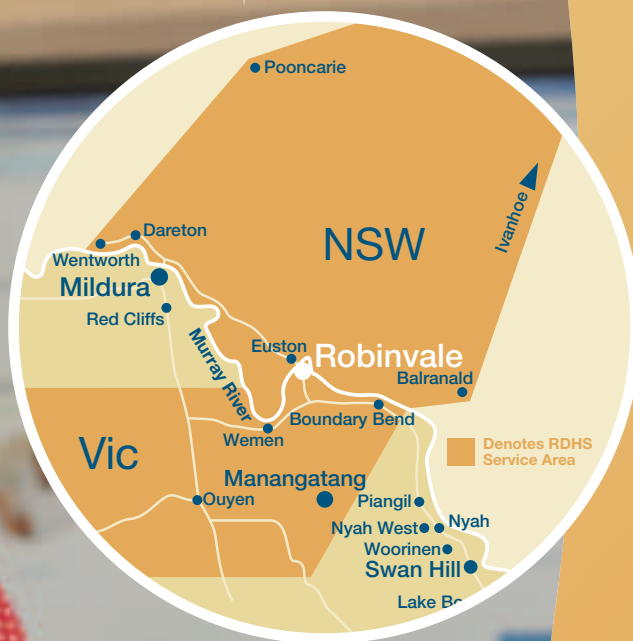 Pooncarie
Ivanhoe
Dareton
NSW
Wentworth
Mildura
Red Cliffs
Murray River
Euston
Robinvale
Balranald
Boundary Bend
Wemen
Denotes RDHS
Service Area
Vic
Manangatang
Ouyen
Piangil
Nyah West
Nyah
Woorinen
Swan Hill
Lake